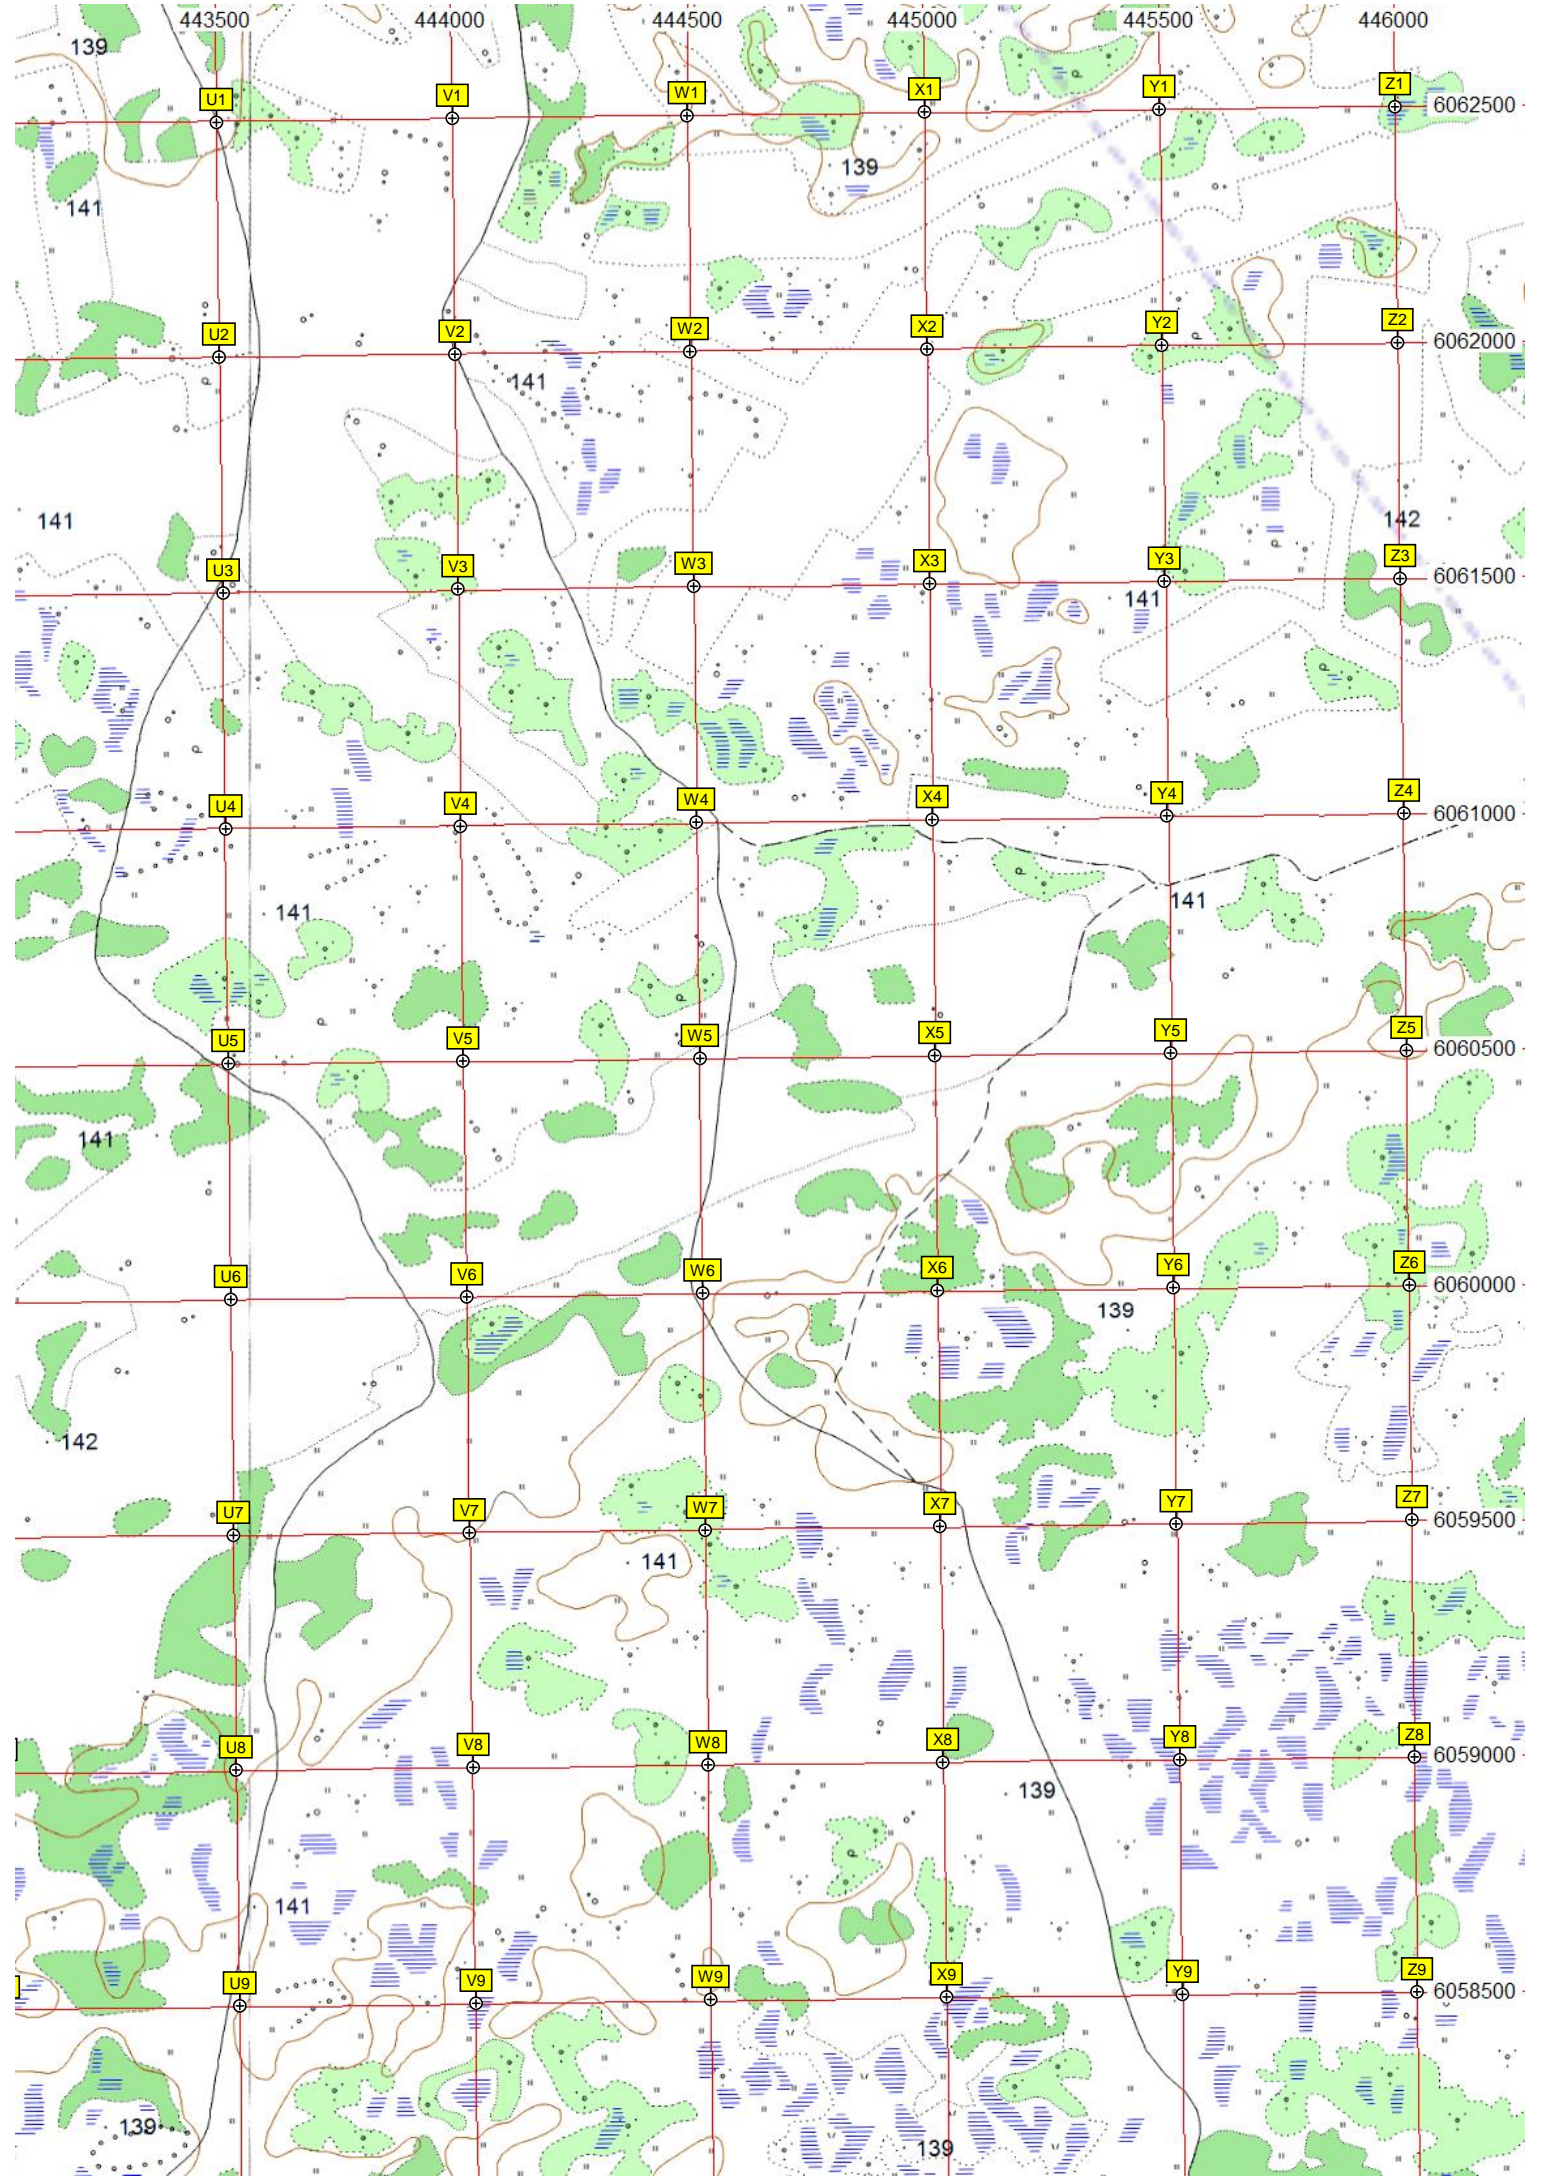 443500 444000 444500 445000 445500 446000
139
U1 V1 W1 X1 Y1 Z1 6062500
139
141
U2 V2 W2 X2 Y2 Z2 6062000
141
141 142
U3 V3 W3 X3 Y3 Z3 6061500
141
U4 V4 W4 X4 Y4 Z4 6061000
141 141
U5 V5 W5 X5 Y5 Z5 6060500
141
U6 V6 W6 X6 Y6 Z6 6060000
139
142
U7 V7 W7 X7 Y7 Z7 6059500
141
U8 V8 W8 X8 Y8 Z8 6059000
139
141
U9 V9 W9 X9 Y9 Z9 6058500
139 139